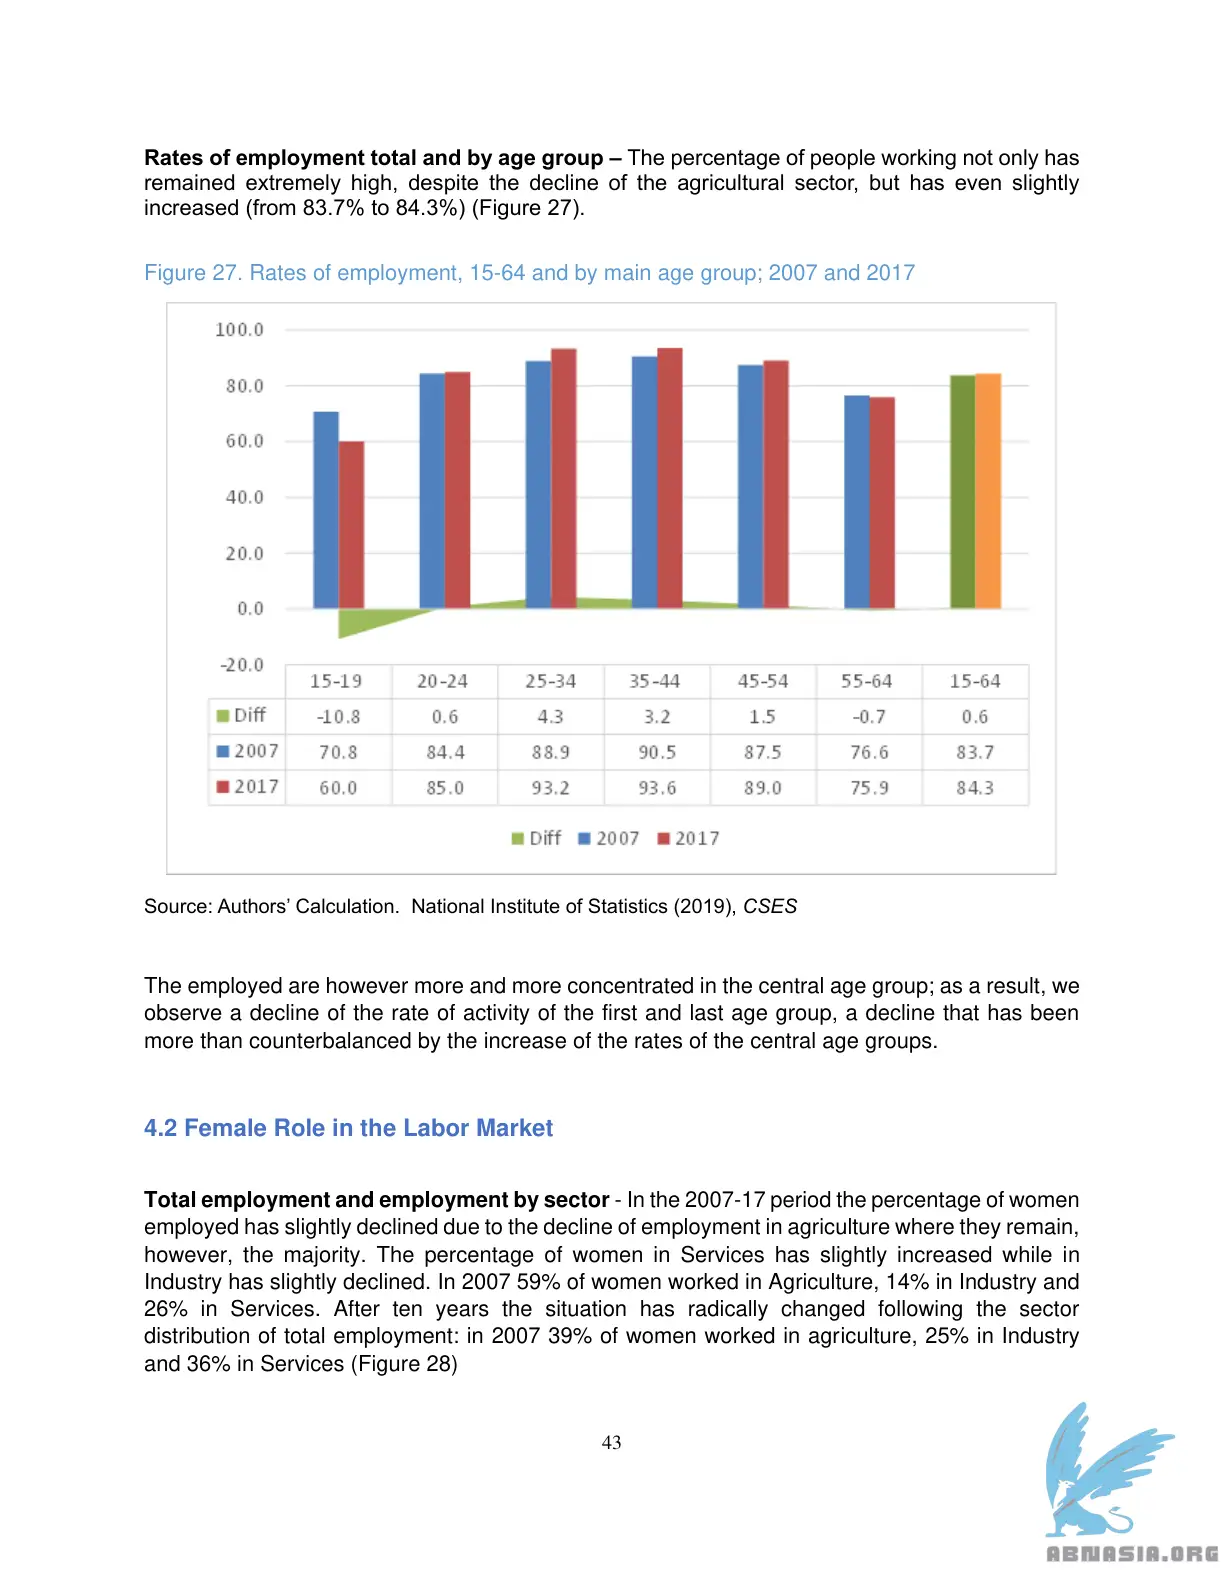 Rates of employment total and by age group – The percentage of people working not only has
remained extremely high, despite the decline of the agricultural sector, but has even slightly
increased (from 83.7% to 84.3%) (Figure 27).
Figure 27. Rates of employment, 15-64 and by main age group; 2007 and 2017
100.0
80.0
60.0
40.0
20.0
0.0
-20.0
15-19 20-24 25-34 35-44 45-54 55-64 15-64
Diff -10.8 0.6 4.3 3.2 1.5 -0.7 0.6
2007 70.8 84.4 88.9 90.5 87.5 76.6 83.7
2017 60.0 85.0 93.2 93.6 89.0 75.9 84.3
Diff 2007 2017
Source: Authors’ Calculation. National Institute of Statistics (2019), CSES
The employed are however more and more concentrated in the central age group; as a result, we
observe a decline of the rate of activity of the first and last age group, a decline that has been
more than counterbalanced by the increase of the rates of the central age groups.
4.2 Female Role in the Labor Market
Total employment and employment by sector - In the 2007-17 period the percentage of women
employed has slightly declined due to the decline of employment in agriculture where they remain,
however, the majority. The percentage of women in Services has slightly increased while in
Industry has slightly declined. In 2007 59% of women worked in Agriculture, 14% in Industry and
26% in Services. After ten years the situation has radically changed following the sector
distribution of total employment: in 2007 39% of women worked in agriculture, 25% in Industry
and 36% in Services (Figure 28)
43
ABNASIA.ORG